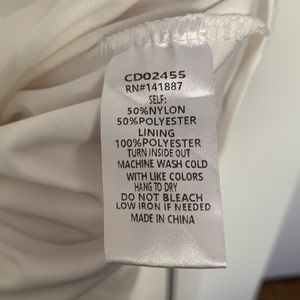 CD02455
RN#141887
SELF:
50%NYLON
50%POLYESTER
LINING
100%POLYESTER
TURN INSIDE OUT
MACHINE WASH COLD
WITH LIKE COLORS
HANG TO DRY
DO NOT BLEACH
LOW IRON IF NEEDED
MADE IN CHINA